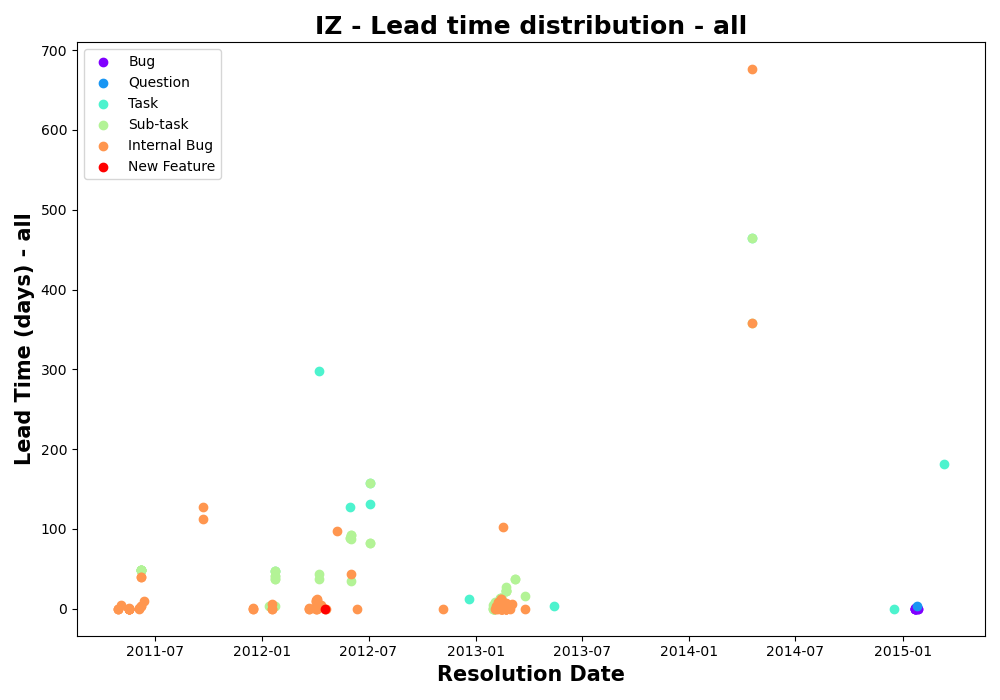 IZ - Lead time distribution - all
Bug
Question
Task
Sub-task
Internal Bug
New Feature
Lead Time (days) - all
700
600
500
400
300
200
100
0
2011-07 2012-01 2012-07 2013-01 2013-07 2014-01 2014-07 2015-01
Resolution Date